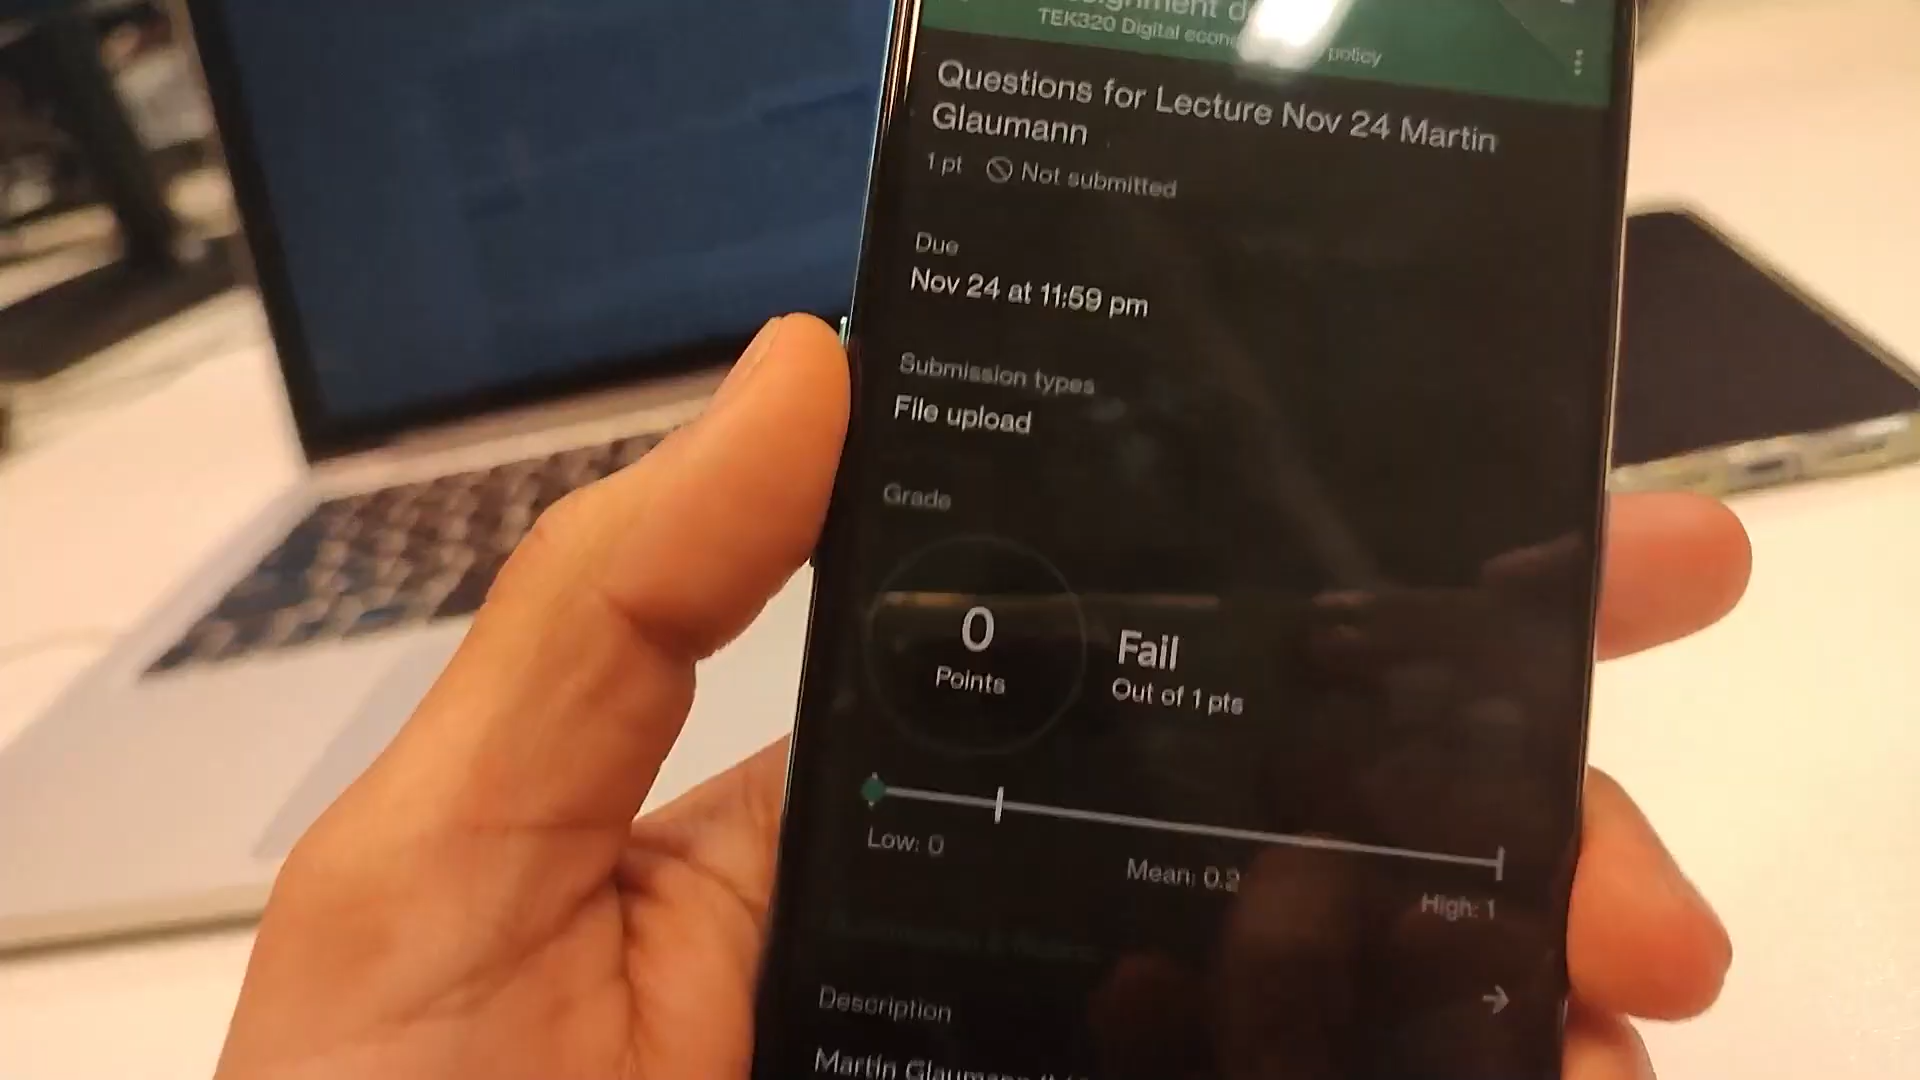 TEK320 Digital policy
Questions for Lecture Nov 24 Martin
Glaumann
1 pt Not submitted
Due
Nov 24 at 11:59 pm
Submission types
File upload
Grade
0
Points
Fail
Out of 1 pts
Low: 0
Mean: 0.2
High: 1
Description
Martin Glaumann